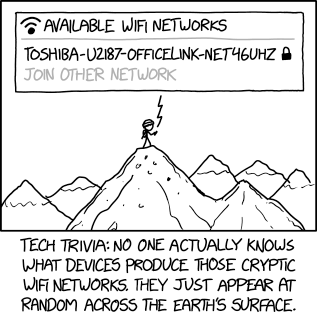 AVAILABLE WIFI NETWORKS
TOSHIBA-U2187-OFFICELINK-NET46UHZ
JOIN OTHER NETWORK
TECH TRIVIA: NO ONE ACTUALLY KNOWS
WHAT DEVICES PRODUCE THOSE CRYPTIC
WIFI NETWORKS. THEY JUST APPEAR AT
RANDOM ACROSS THE EARTH'S SURFACE.